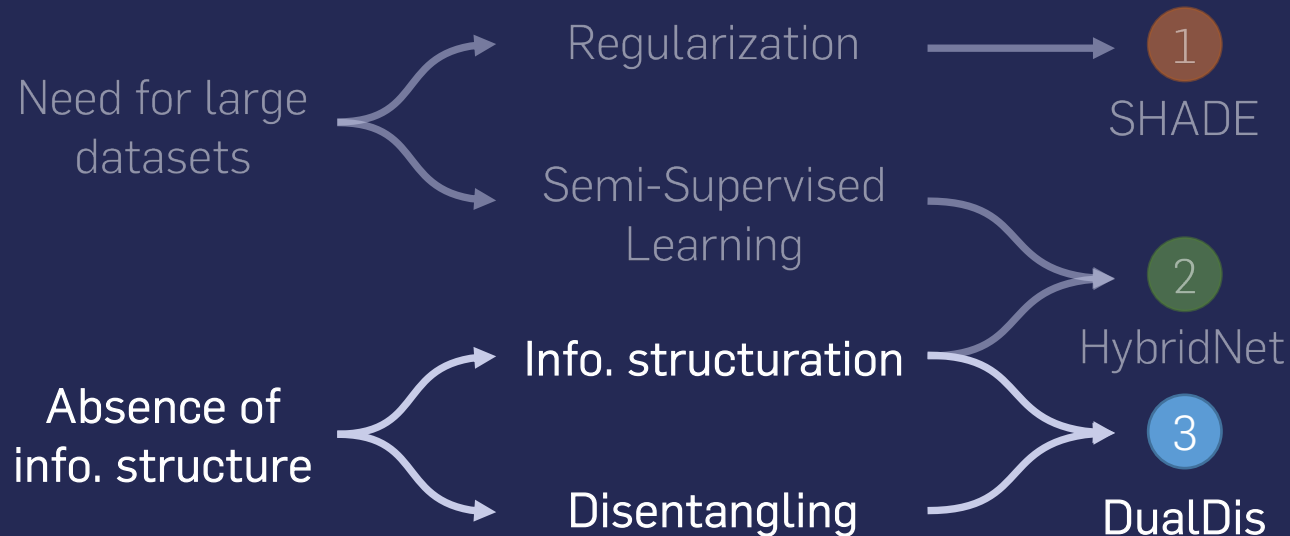 Need for large
datasets
Regularization
1
SHADE
Semi-Supervised
Learning
2
HybridNet
Absence of
info. structure
Info. structuration
Disentangling
3
DualDis